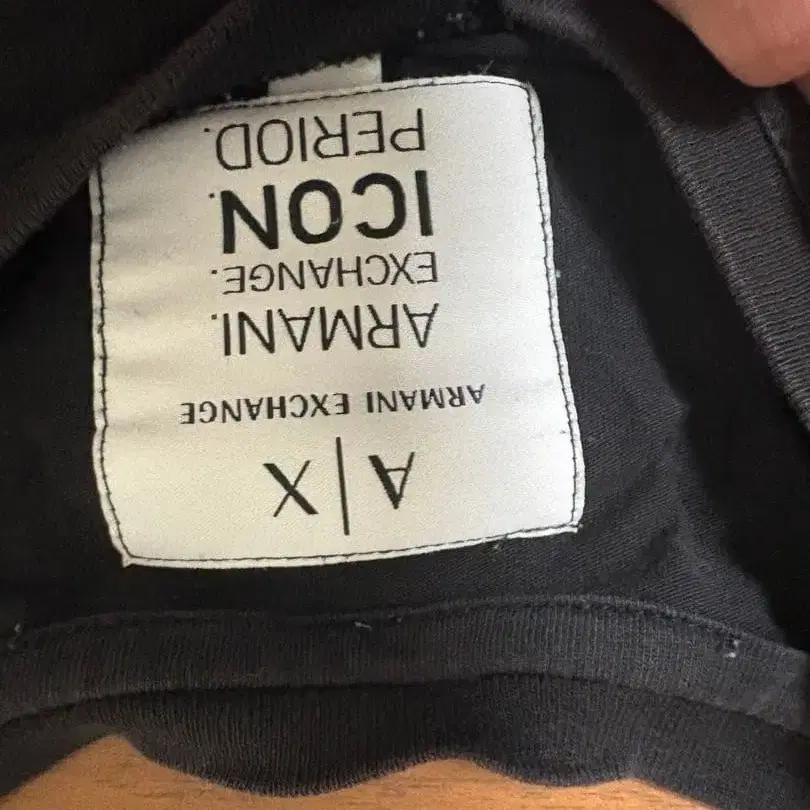 A|X
ARMANI EXCHANGE
ARMANI.
EXCHANGE.
ICON.
PERIOD.